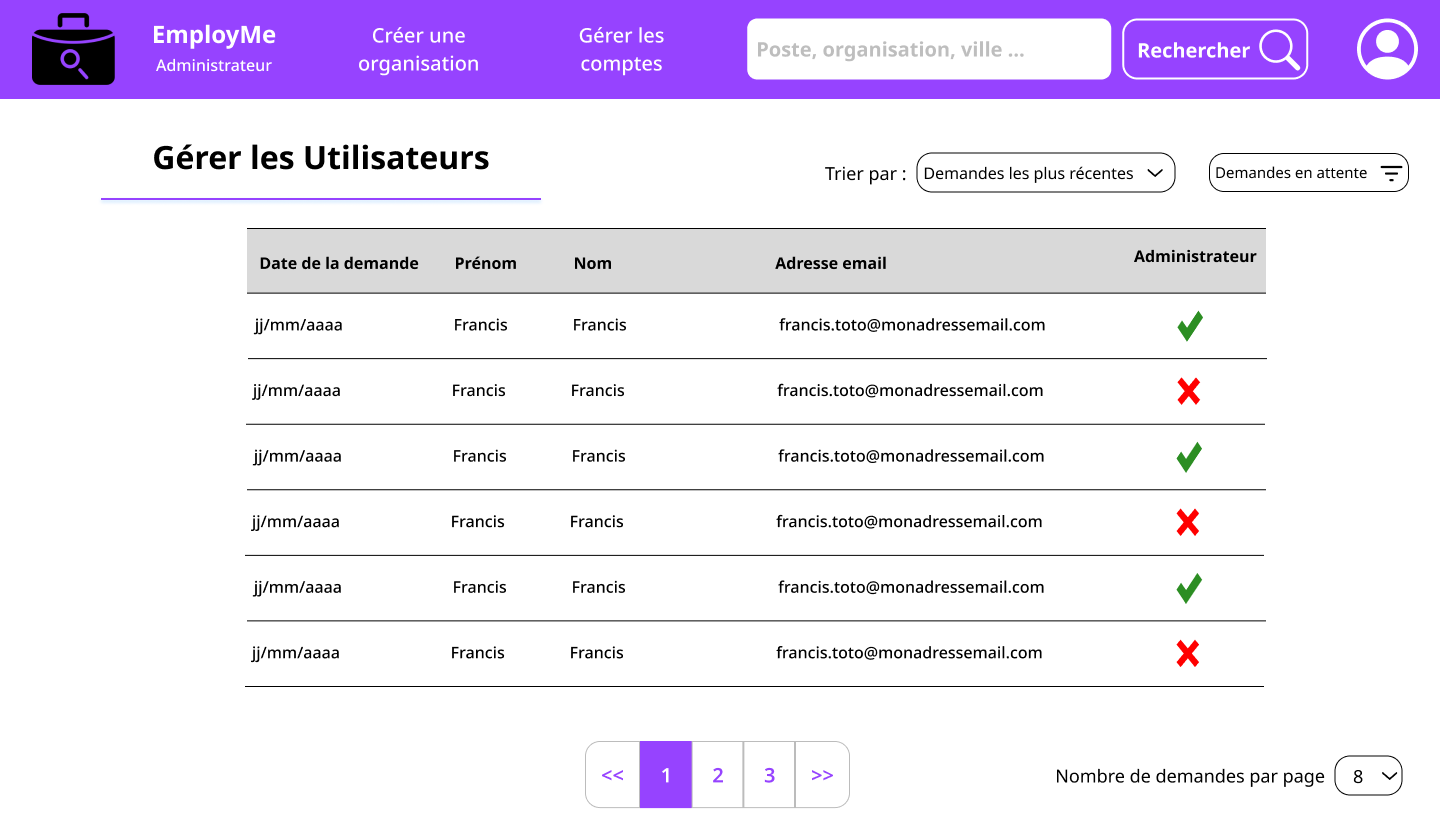 EmployMe
Administrateur
Créer une
organisation
Gérer les
comptes
Poste, organisation, ville ...
Rechercher
Gérer les Utilisateurs
Trier par : Demandes les plus récentes
Demandes en attente
Date de la demande Prénom Nom Adresse email Administrateur
jj/mm/aaaa Francis Francis francis.toto@monadressemail.com
jj/mm/aaaa Francis Francis francis.toto@monadressemail.com
jj/mm/aaaa Francis Francis francis.toto@monadressemail.com
jj/mm/aaaa Francis Francis francis.toto@monadressemail.com
jj/mm/aaaa Francis Francis francis.toto@monadressemail.com
jj/mm/aaaa Francis Francis francis.toto@monadressemail.com
<< 1 2 3 >>
Nombre de demandes par page 8